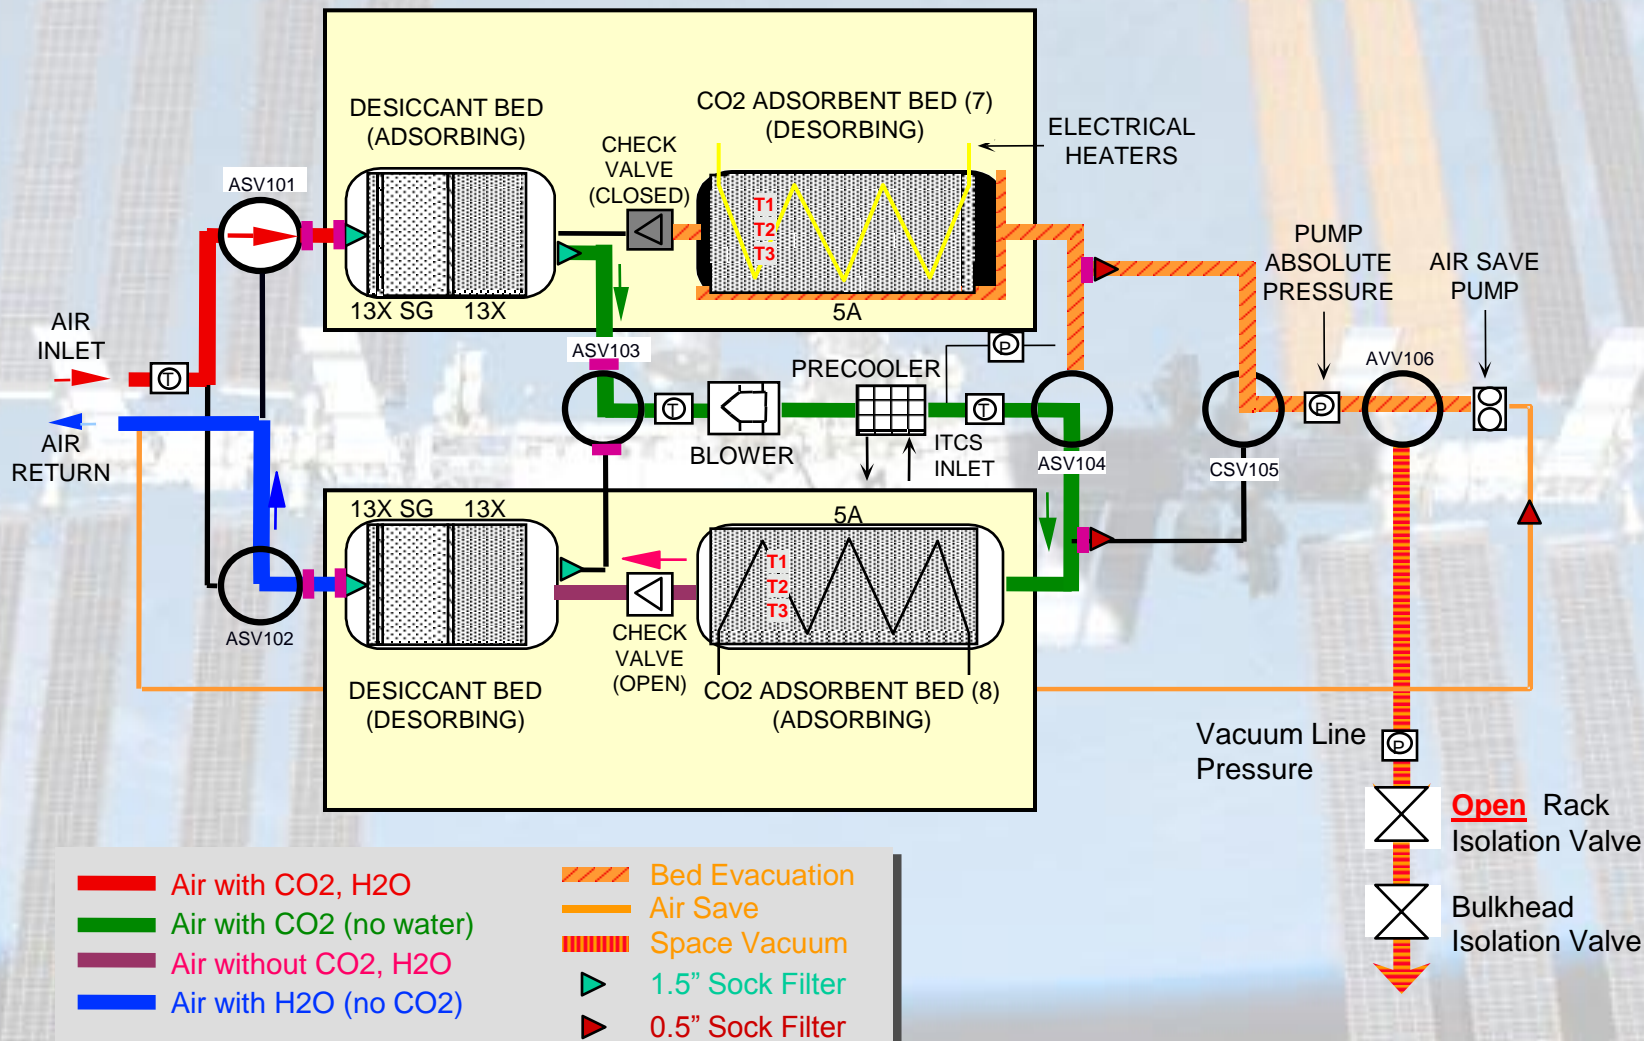 DESICCANT BED
(ADSORBING)
CO2 ADSORBENT BED (7)
(DESORBING)
ELECTRICAL
HEATERS
CHECK
VALVE
(CLOSED)
ASV101
T1
T2
T3
13X SG 13X
5A
PUMP
ABSOLUTE
PRESSURE
AIR SAVE
PUMP
AIR
INLET
T
ASV103
P
PRECOOLER
AVV106
T
T
P
AIR
RETURN
BLOWER
ITCS
INLET
ASV104
CSV105
13X SG 13X
5A
T1
T2
T3
ASV102
CHECK
VALVE
(OPEN)
DESICCANT BED
(DESORBING)
CO2 ADSORBENT BED (8)
(ADSORBING)
Vacuum Line
Pressure
P
Open Rack
Isolation Valve
Bulkhead
Isolation Valve
Air with CO2, H2O
Air with CO2 (no water)
Air without CO2, H2O
Air with H2O (no CO2)
Bed Evacuation
Air Save
Space Vacuum
1.5” Sock Filter
0.5” Sock Filter